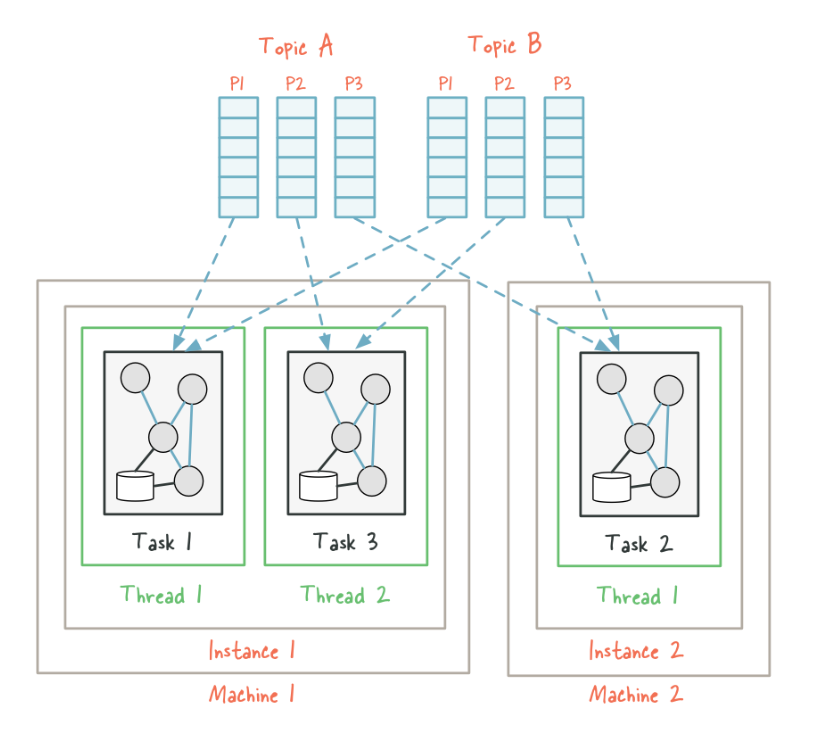 Topic A Topic B
P1 P2 P3 P1 P2 P3
Task 1 Task 3 Task 2
Thread 1 Thread 2 Thread 1
Instance 1 Instance 2
Machine 1 Machine 2